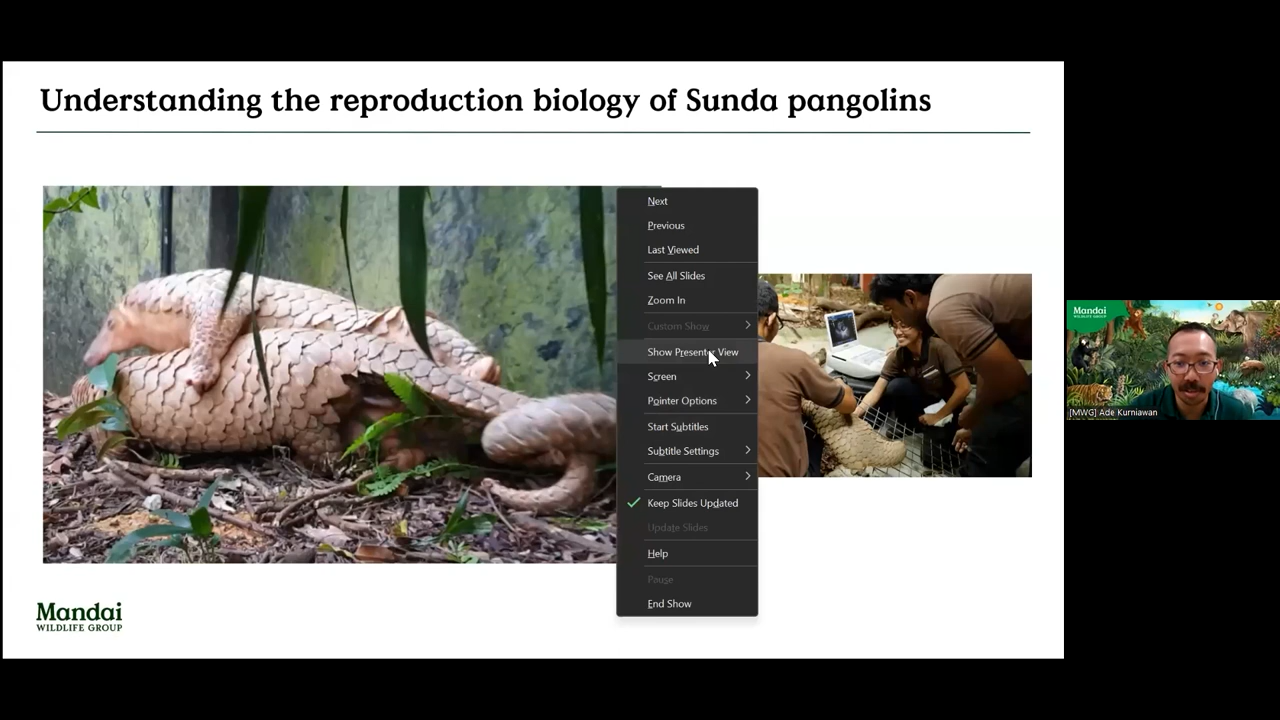 Understanding the reproduction biology of Sunda pangolins
Next
Previous
Last Viewed
See All Slides
Zoom In
Custom Show
Show Presenter View
Screen
Pointer Options
Start Subtitles
Subtitle Settings
Camera
Keep Slides Updated
Update Slides
Help
Pause
End Show
Mandai
WILDLIFE GROUP
Mandai
WILDLIFE GROUP
[MWG] Ade Kurniawan